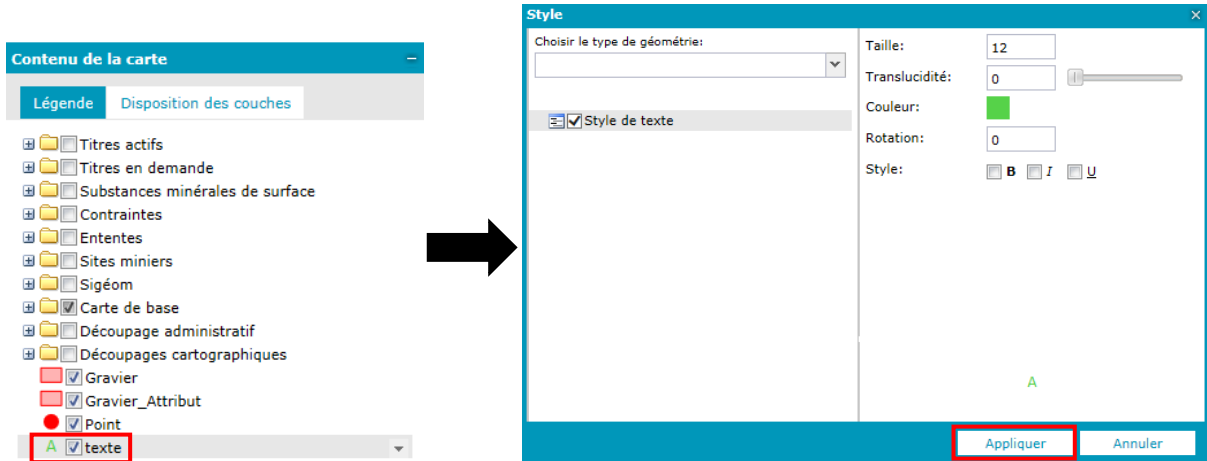 Contenu de la carte
Légende Disposition des couches
Titres actifs
Titres en demande
Substances minérales de surface
Contraintes
Ententes
Sites miniers
Sigéom
Carte de base
Découpage administratif
Découpages cartographiques
Gravier
Gravier_Attribut
Point
A texte
Style
Choisir le type de géométrie:
Style de texte
Taille: 12
Translucidité: 0
Couleur:
Rotation: 0
Style: B I U
A
Appliquer Annuler